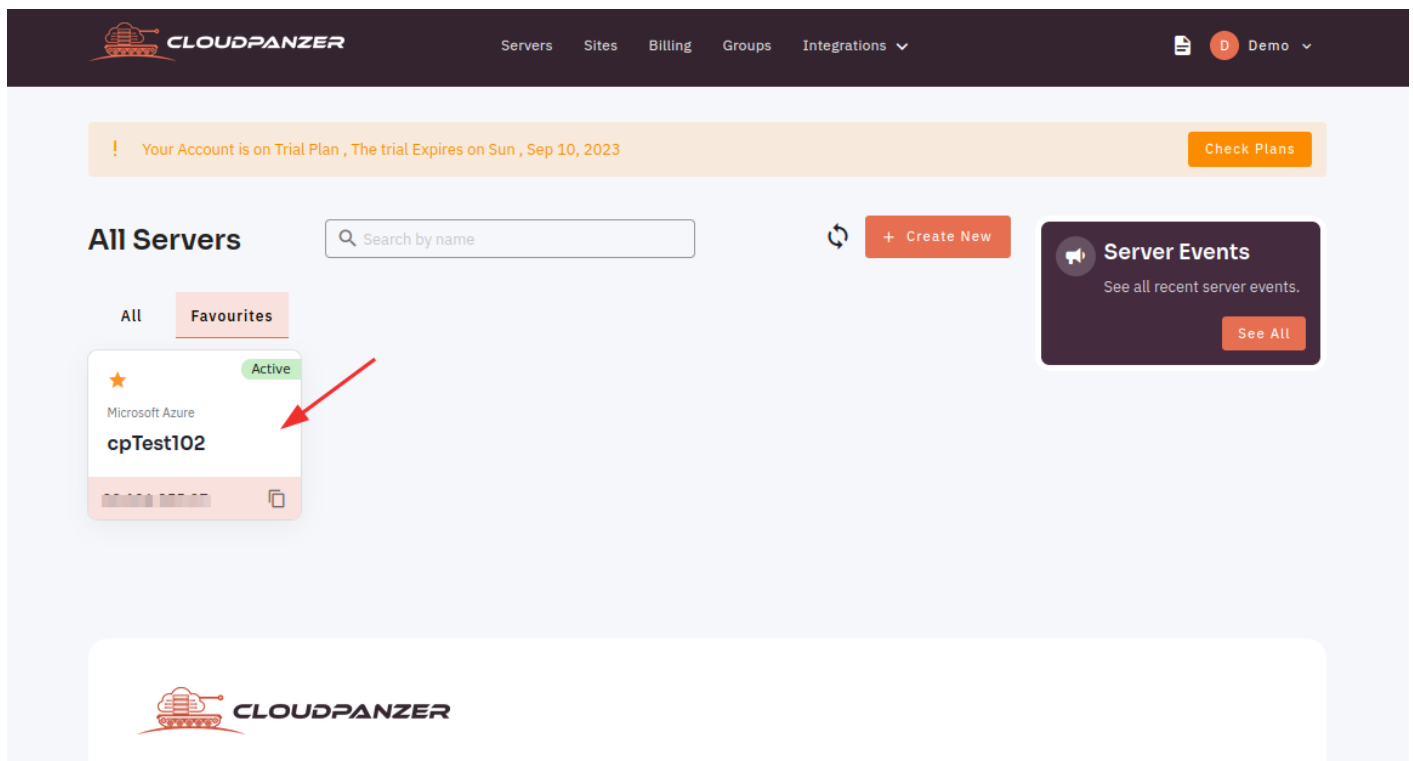 CLOUDPANZER
Servers Sites Billing Groups Integrations
D Demo
! Your Account is on Trial Plan , The trial Expires on Sun , Sep 10, 2023
Check Plans
All Servers
Search by name
+ Create New
Server Events
See all recent server events.
See All
All Favourites
Active
Microsoft Azure
cpTest102
CLOUDPANZER